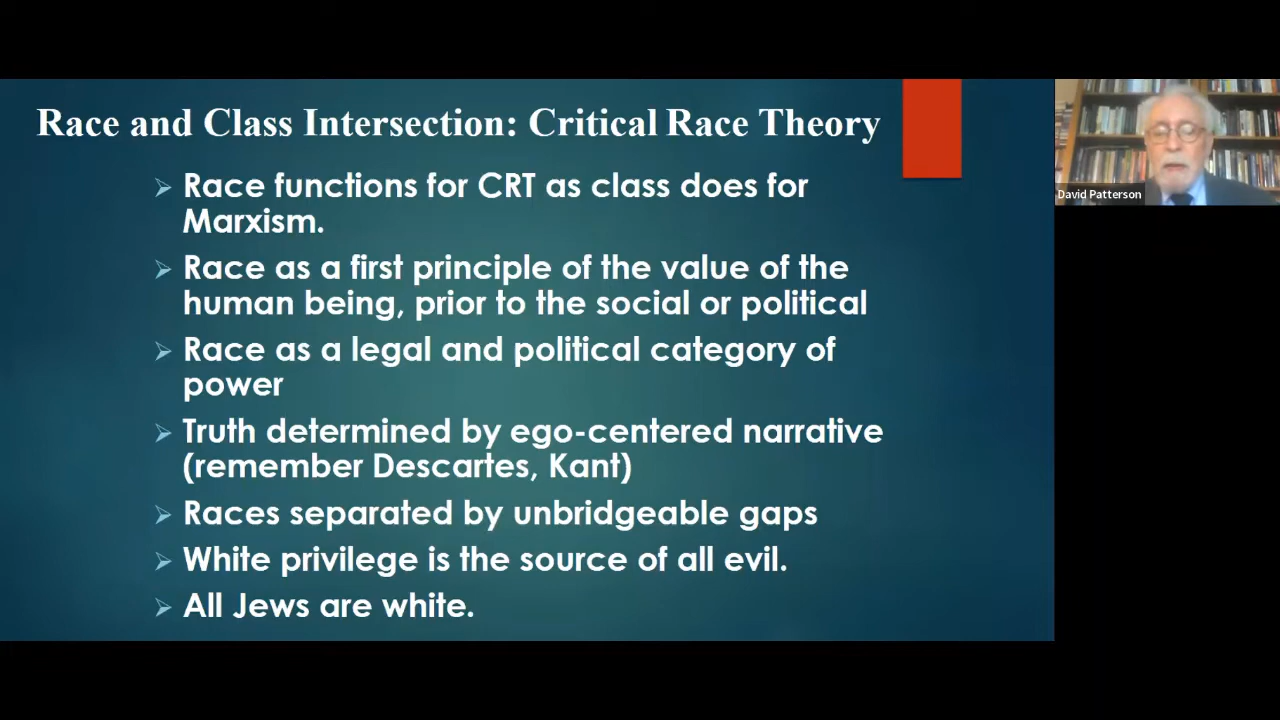 Race and Class Intersection: Critical Race Theory
Race functions for CRT as class does for
Marxism.
Race as a first principle of the value of the
human being, prior to the social or political
Race as a legal and political category of
power
Truth determined by ego-centered narrative
(remember Descartes, Kant)
Races separated by unbridgeable gaps
White privilege is the source of all evil.
All Jews are white.
David Patterson